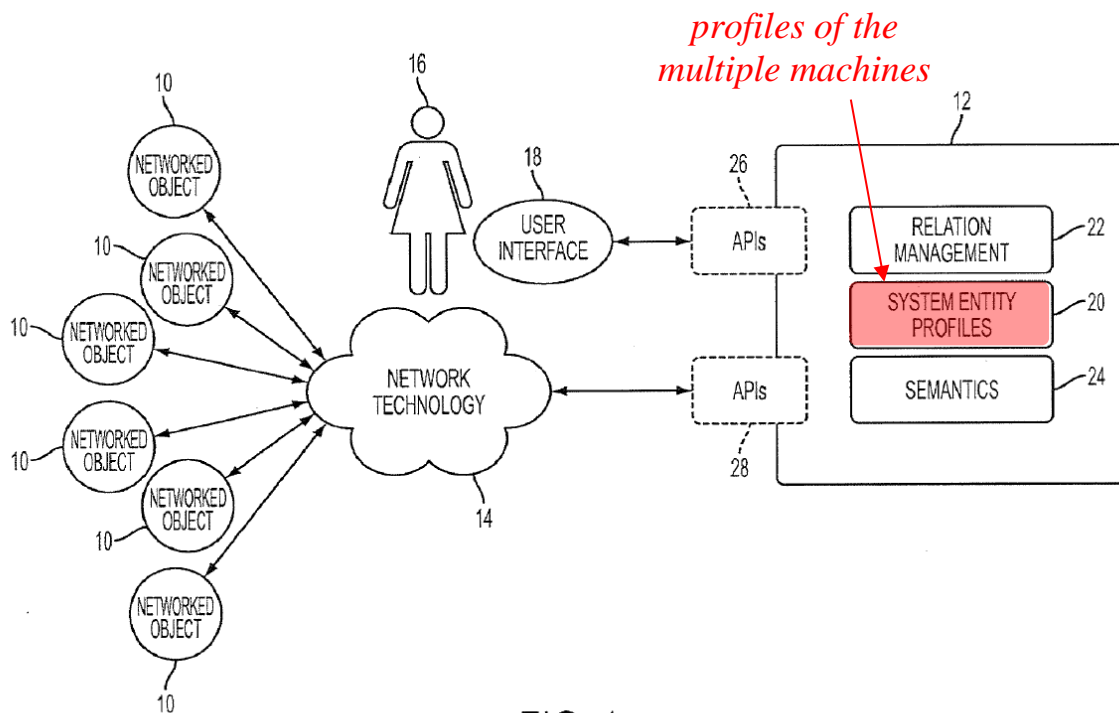 profiles of the
multiple machines
10
16
12
NETWORKED
OBJECT
18
26
USER
INTERFACE
APIs
RELATION
MANAGEMENT
22
10
NETWORKED
OBJECT
SYSTEM ENTITY
PROFILES
20
10
NETWORKED
OBJECT
NETWORK
TECHNOLOGY
APIs
SEMANTICS
24
NETWORKED
OBJECT
10
28
14
NETWORKED
OBJECT
10
NETWORKED
OBJECT
10